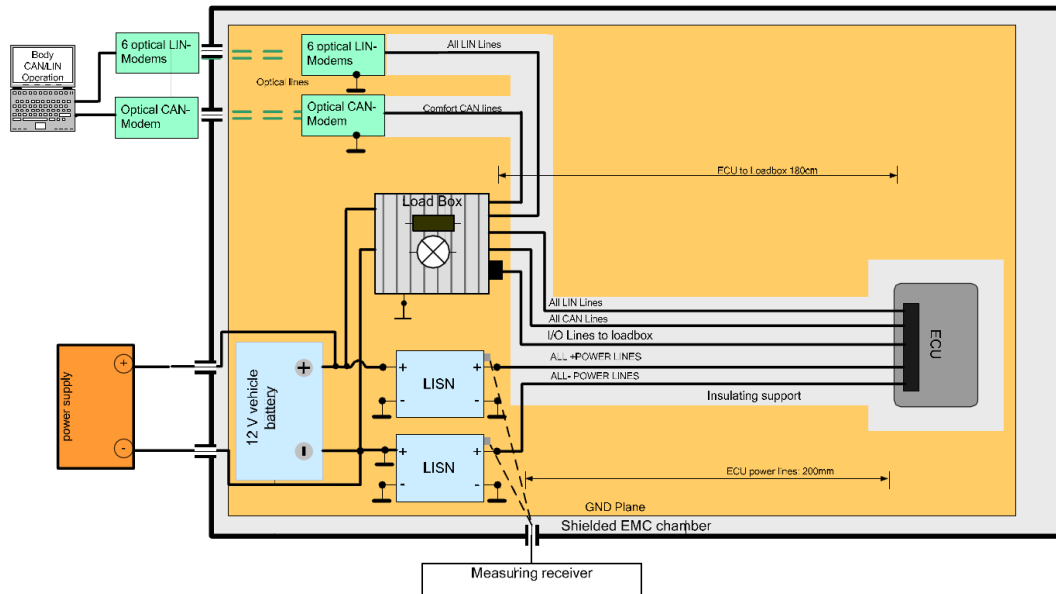 Body
CAN/LIN
Operation
6 optical LIN-
Modems
6 optical LIN-
Modems
All LIN Lines
Optical lines
Optical CAN-
Modem
Optical CAN-
Modem
Comfort CAN lines
ECU to Loadbox 180cm
Load Box
All LIN Lines
All CAN Lines
I/O Lines to loadbox
ALL +POWER LINES
ALL- POWER LINES
ECU
Insulating support
power supply
+
-
12 V vehicle
battery
+
-
+
LISN
-
-
+
LISN
-
-
ECU power lines: 200mm
GND Plane
Shielded EMC chamber
Measuring receiver